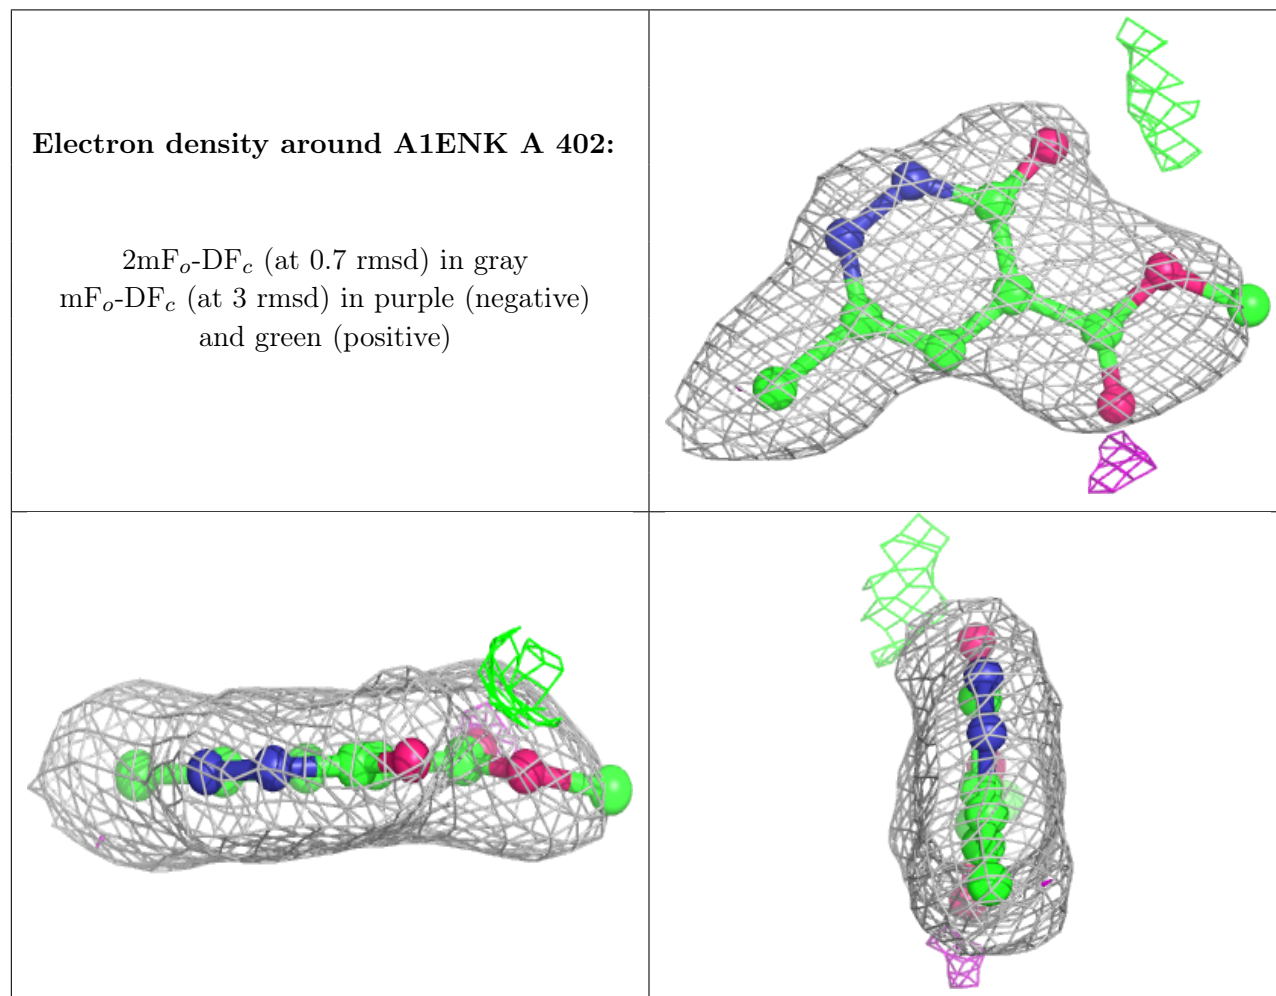 Electron density around A1ENK A 402:
2mFo-DFc (at 0.7 rmsd) in gray
mFo-DFc (at 3 rmsd) in purple (negative)
and green (positive)